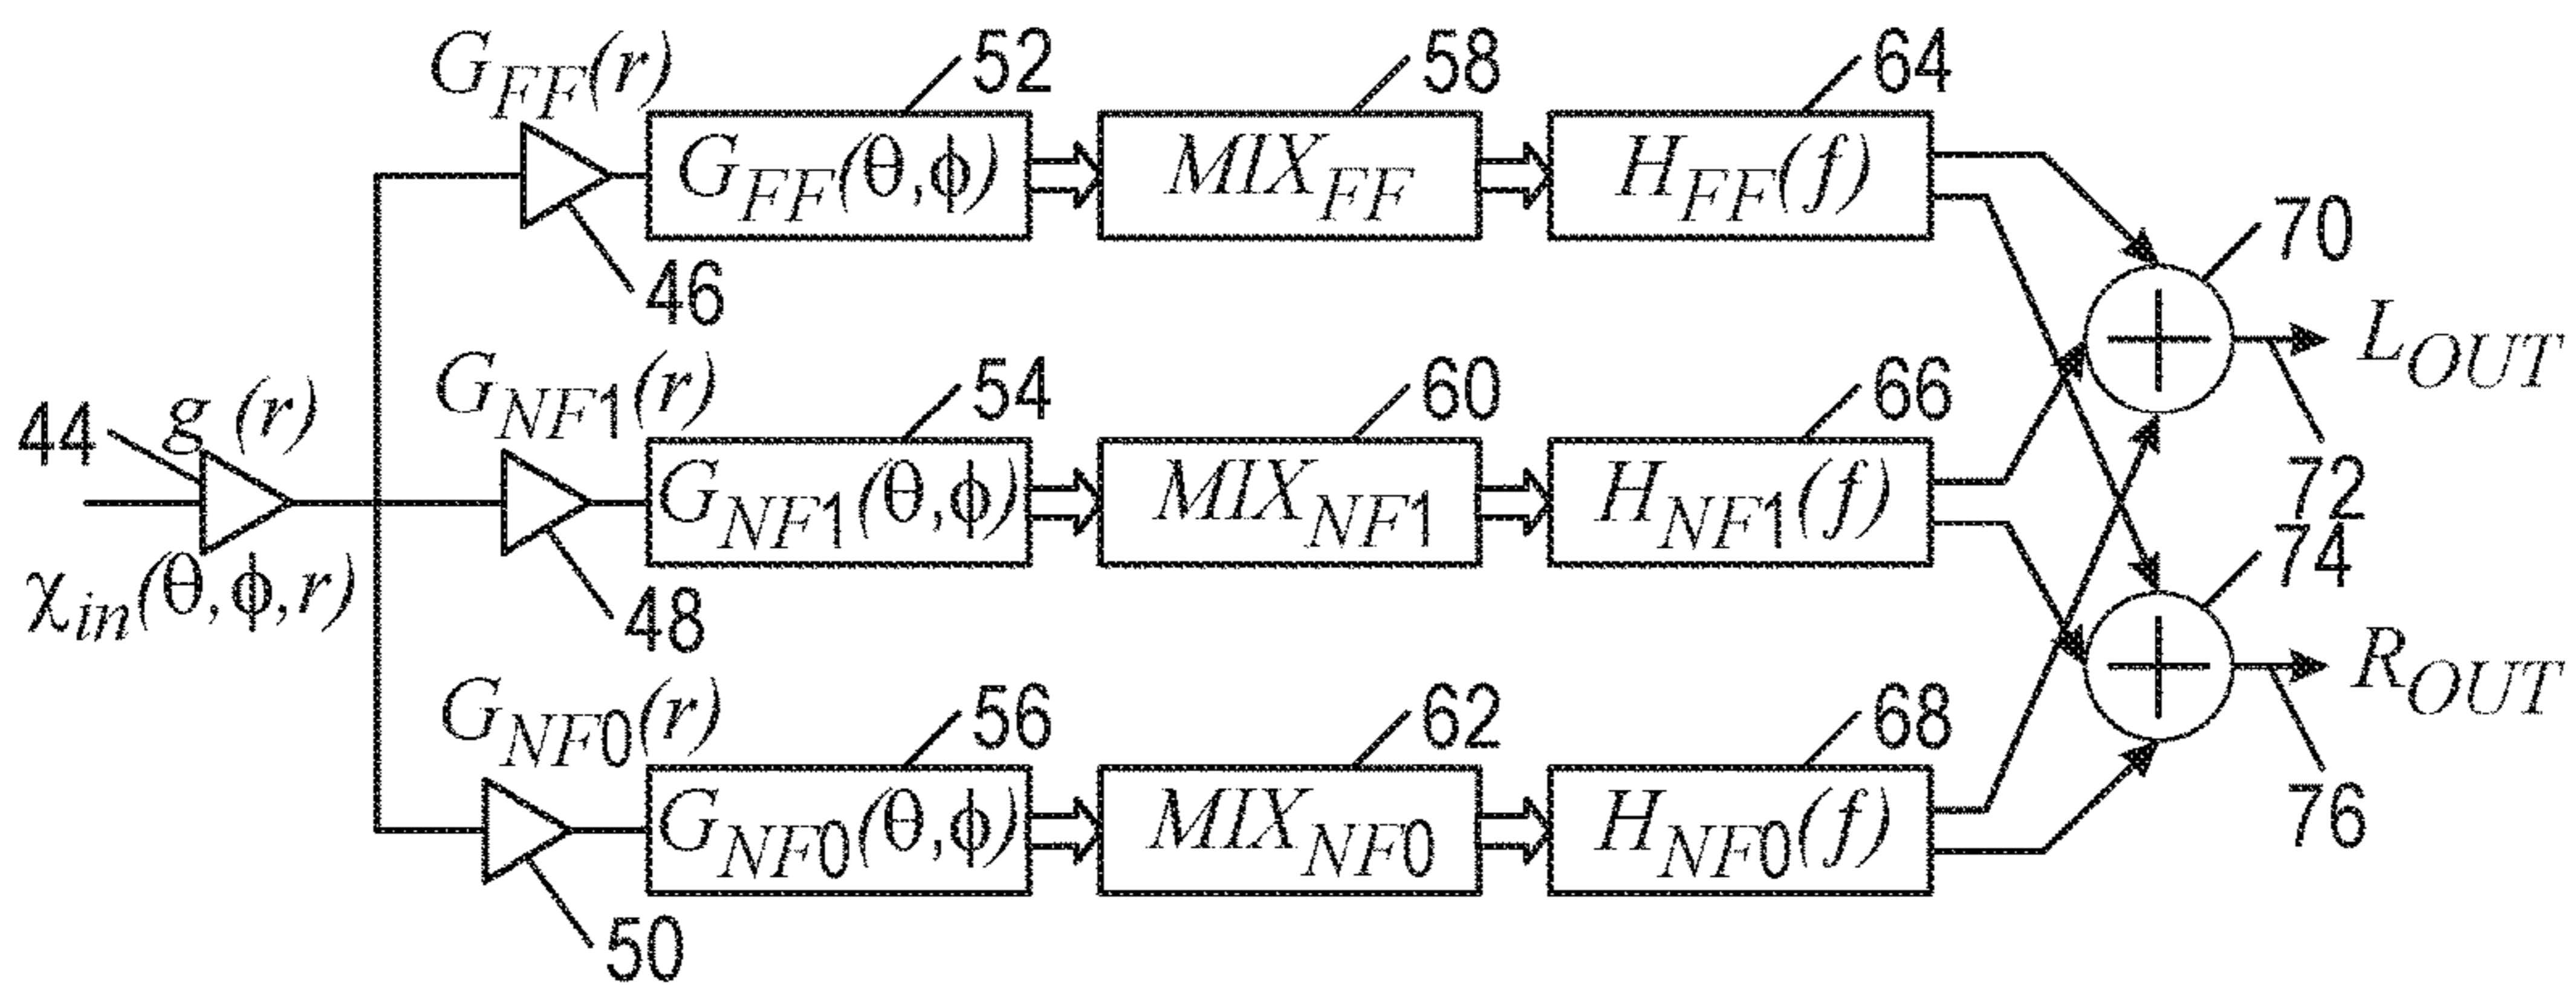 G_FF(r)
52
58
64
G_FF(θ,ϕ)
MIX_FF
H_FF(f)
46
70
L_OUT
72
G_NF1(r)
54
60
66
44
g (r)
G_NF1(θ,ϕ)
MIX_NF1
H_NF1(f)
χ_in(θ,ϕ,r)
48
74
R_OUT
76
G_NF0(r)
56
62
68
G_NF0(θ,ϕ)
MIX_NF0
H_NF0(f)
50